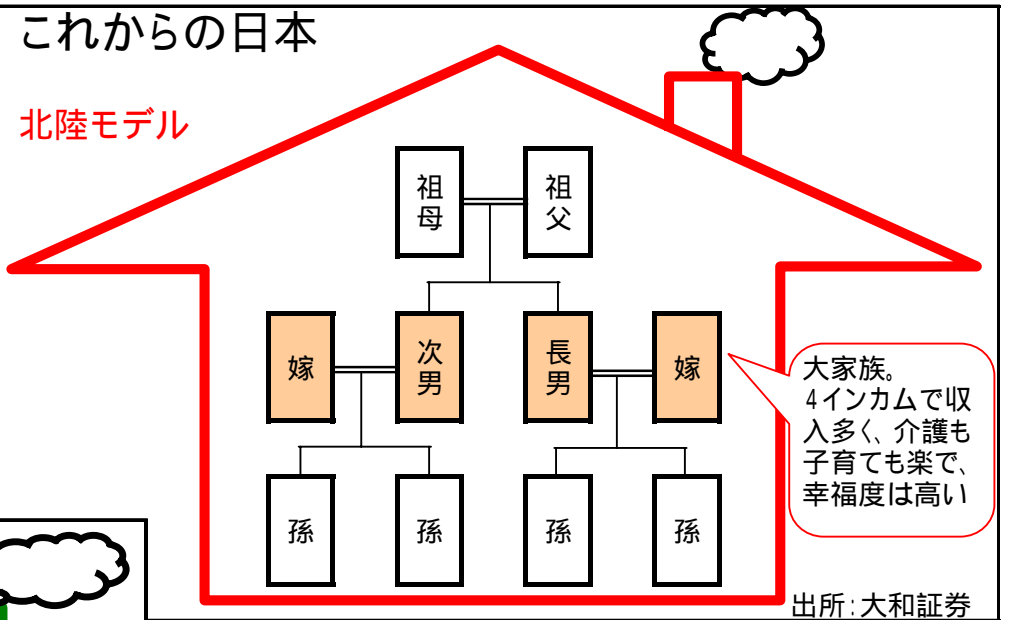 これからの日本
北陸モデル
祖母
祖父
嫁
次男
長男
嫁
大家族。
4インカムで収
入多く、介護も
子育ても楽で、
幸福度は高い
孫
孫
孫
孫
出所:大和証券